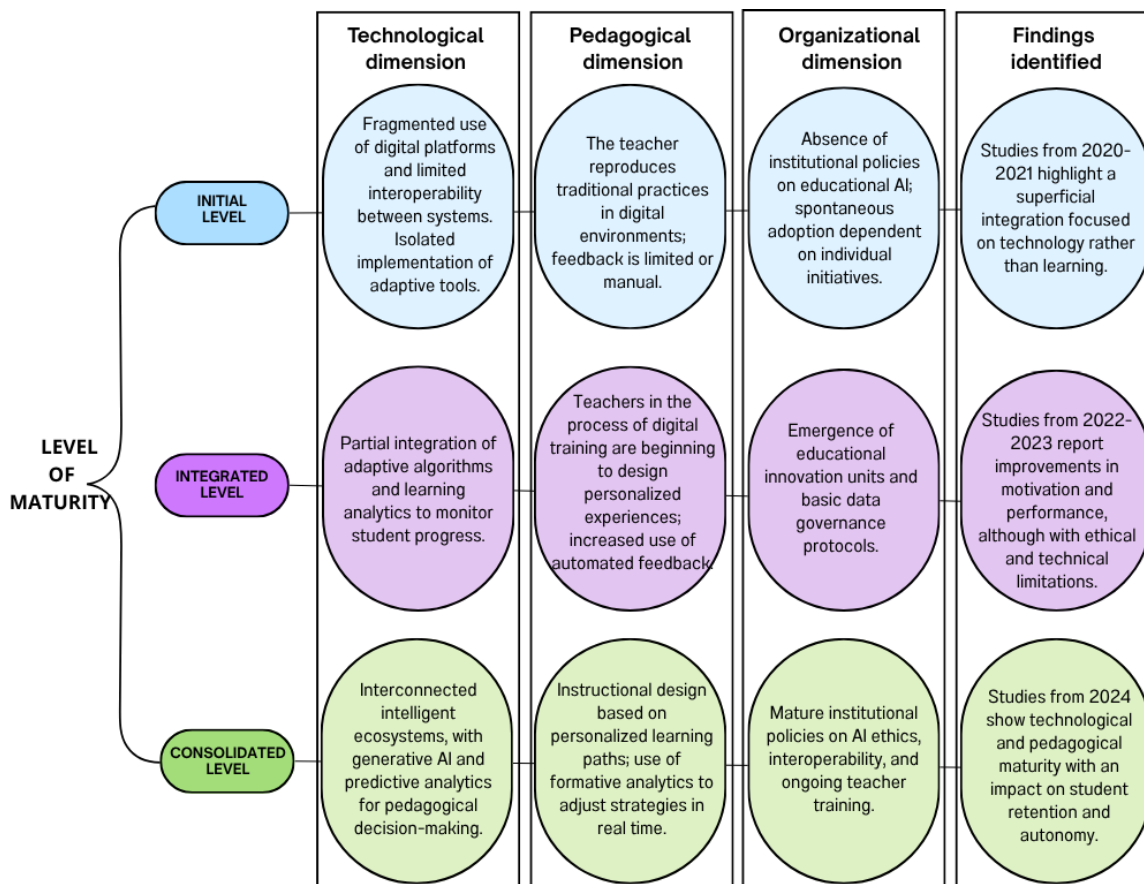 Technological
dimension
Pedagogical
dimension
Organizational
dimension
Findings
identified
LEVEL
OF
MATURITY
INITIAL
LEVEL
Fragmented use
of digital platforms
and limited
interoperability
between systems.
Isolated
implementation of
adaptive tools.
The teacher
reproduces
traditional practices
in digital
environments;
feedback is limited or
manual.
Absence of
institutional policies
on educational AI;
spontaneous
adoption dependent
on individual
initiatives.
Studies from 2020-
2021 highlight a
superficial
integration focused
on technology rather
than learning.
INTEGRATED
LEVEL
Partial integration of
adaptive algorithms
and learning
analytics to monitor
student progress.
Teachers in the
process of digital
training are beginning
to design
personalized
experiences;
increased use of
automated feedback.
Emergence of
educational
innovation units and
basic data
governance
protocols.
Studies from 2022-
2023 report
improvements in
motivation and
performance,
although with ethical
and technical
limitations.
CONSOLIDATED
LEVEL
Interconnected
intelligent
ecosystems, with
generative AI and
predictive analytics
for pedagogical
decision-making.
Instructional design
based on
personalized learning
paths; use of
formative analytics to
adjust strategies in
real time.
Mature institutional
policies on AI ethics,
interoperability, and
ongoing teacher
training.
Studies from 2024
show technological
and pedagogical
maturity with an
impact on student
retention and
autonomy.